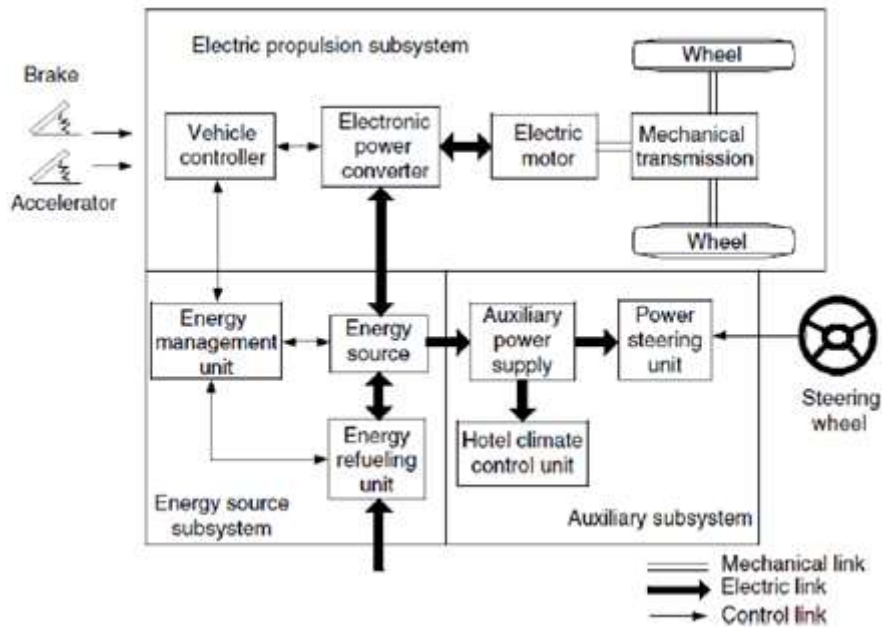 Electric propulsion subsystem
Wheel
Brake
Vehicle
controller
Electronic
power
converter
Electric
motor
Mechanical
transmission
Accelerator
Wheel
Energy
management
unit
Energy
source
Auxiliary
power
supply
Power
steering
unit
Steering
wheel
Energy
refueling
unit
Hotel climate
control unit
Energy source
subsystem
Auxiliary subsystem
Mechanical link
Electric link
Control link